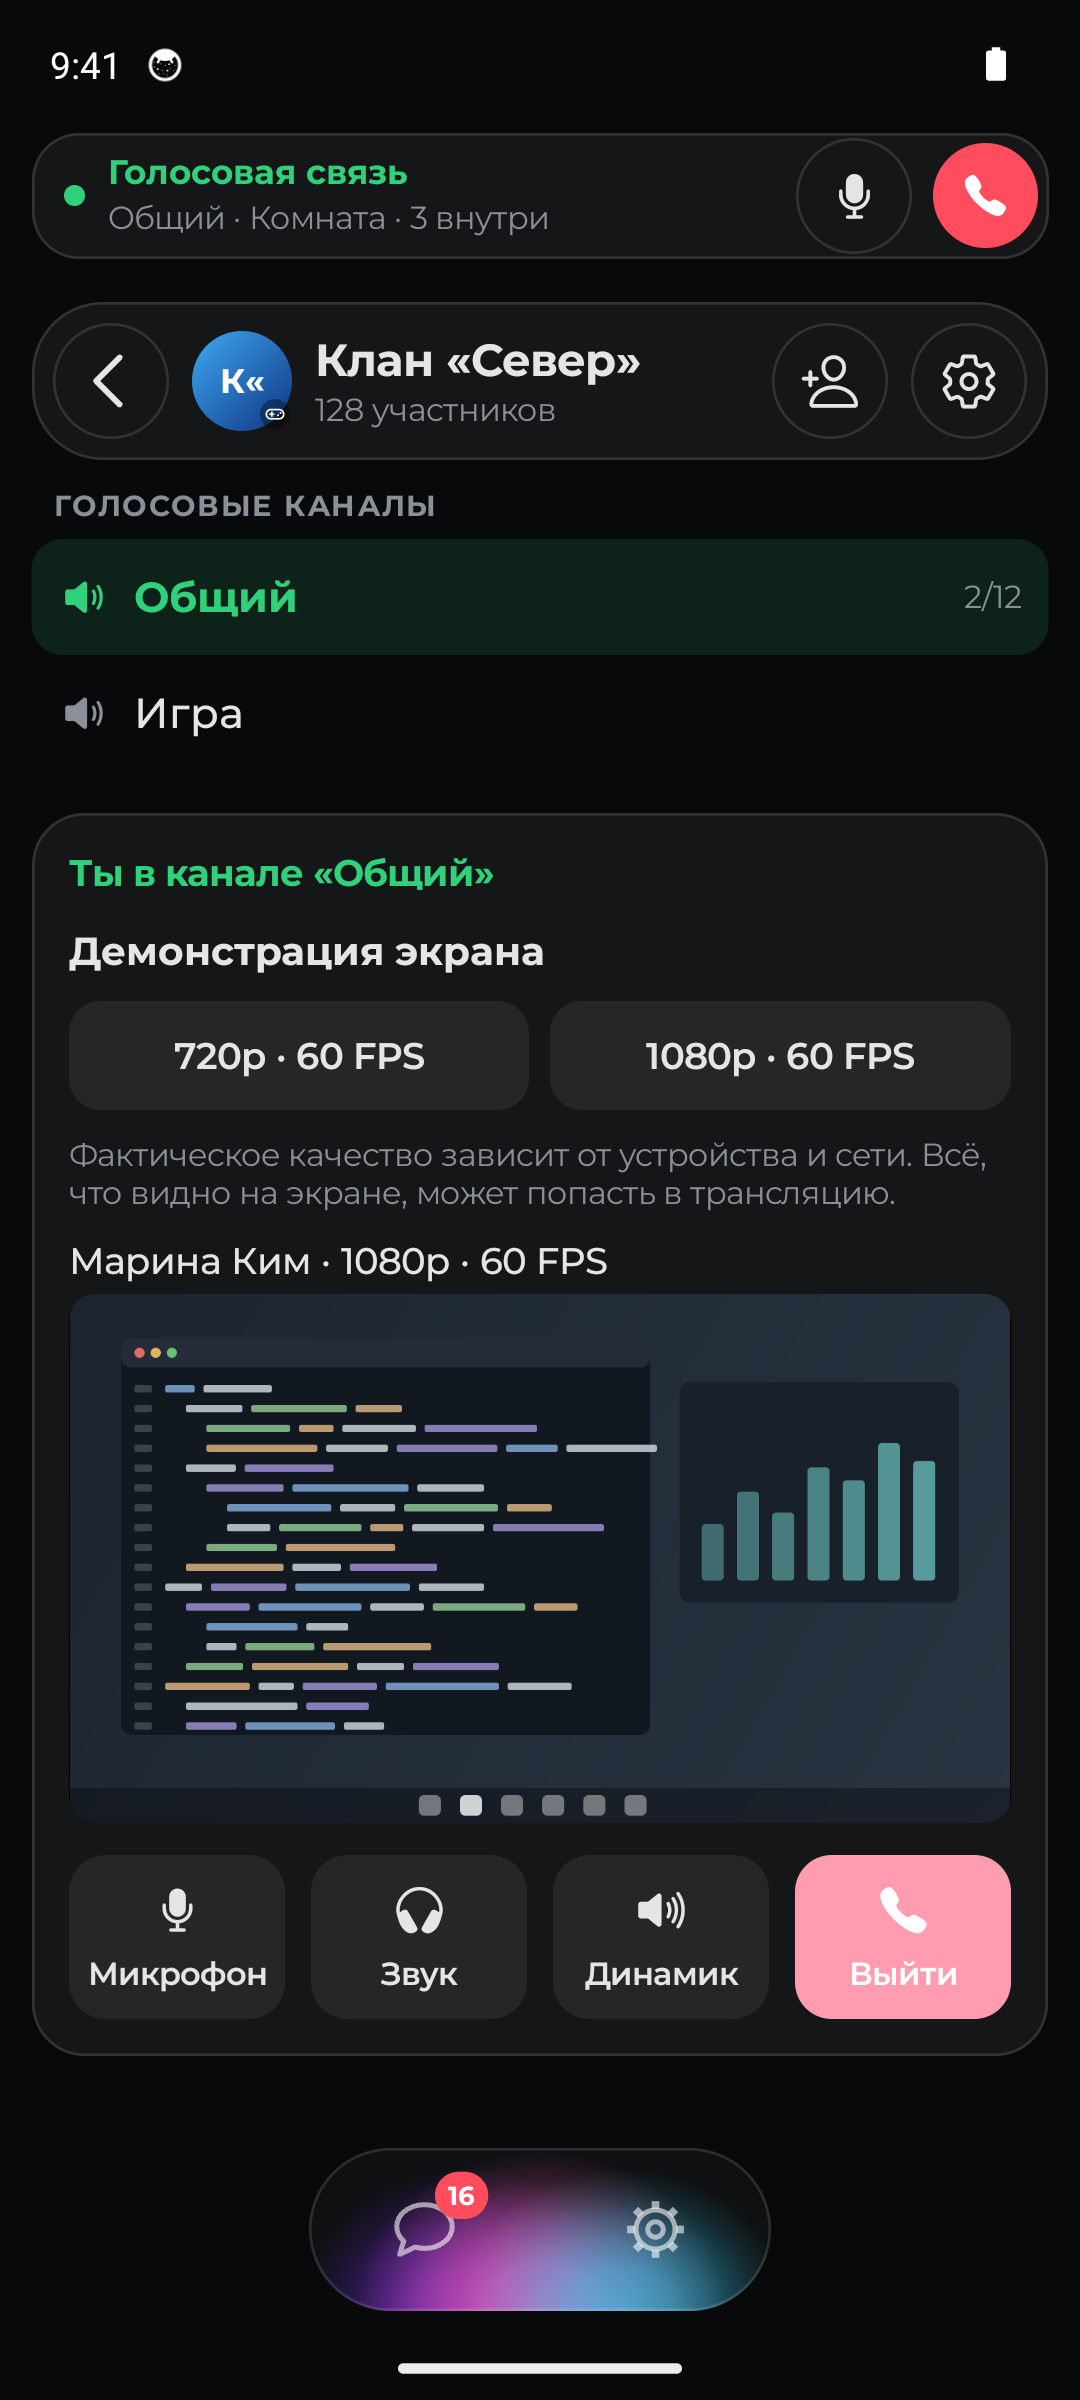 9:41
Голосовая связь
Общий · Комната · 3 внутри
К«
Клан «Север»
128 участников
ГОЛОСОВЫЕ КАНАЛЫ
Общий
2/12
Игра
Ты в канале «Общий»
Демонстрация экрана
720p · 60 FPS
1080p · 60 FPS
Фактическое качество зависит от устройства и сети. Всё,
что видно на экране, может попасть в трансляцию.
Марина Ким · 1080p · 60 FPS
Микрофон
Звук
Динамик
Выйти
16